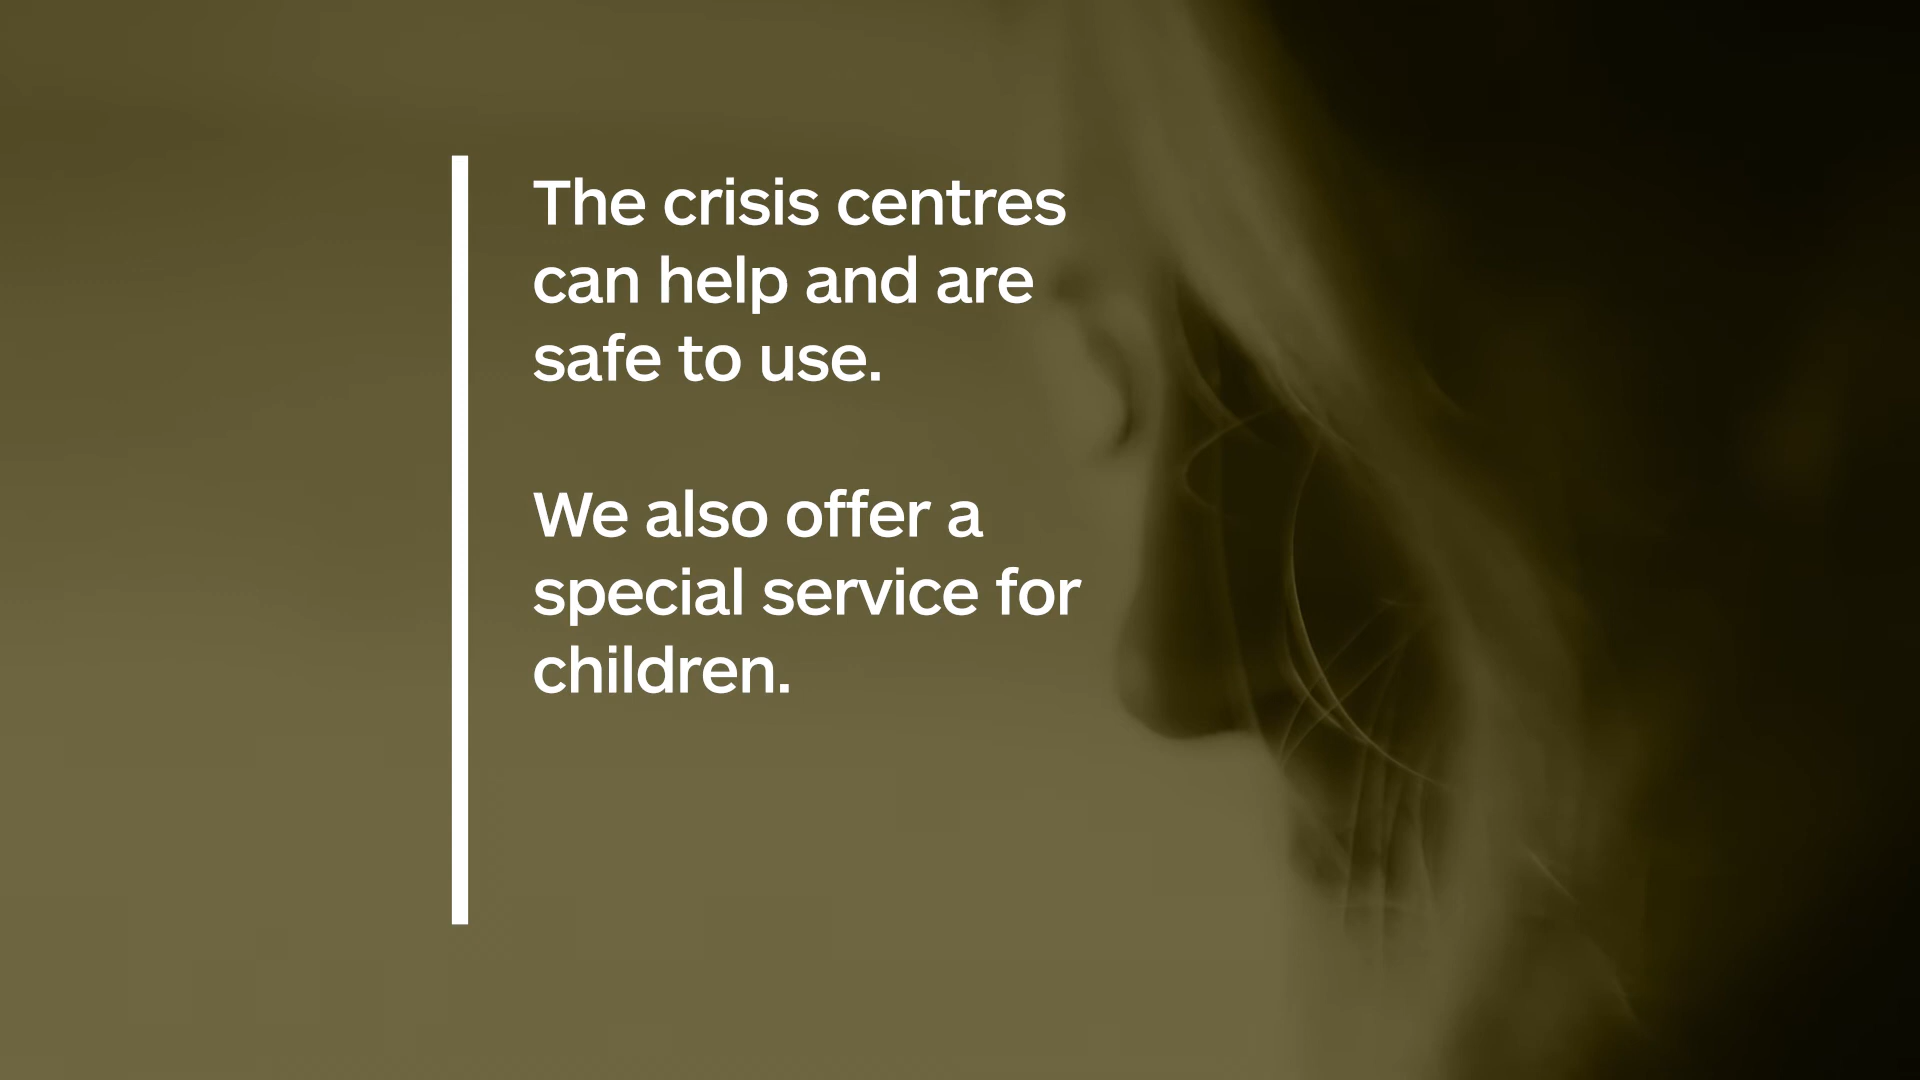 The crisis centres
can help and are
safe to use.
We also offer a
special service for
children.